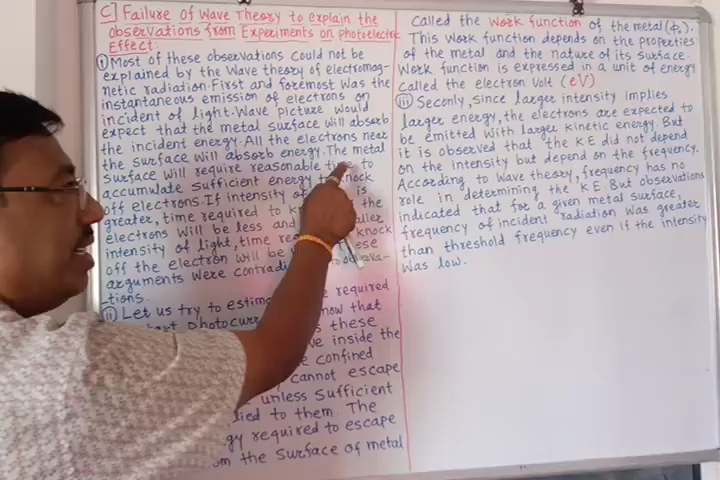 C] Failure of Wave Theory to explain the
observations from Experiments on photoelectric
Effect:
(i) Most of these observations could not be
explained by the wave theory of electromag-
netic radiation. First and foremost was the
instantaneous emission of electrons on
incident of light. Wave picture would
expect that the metal surface will absorb
the incident energy. All the electrons near
the surface will absorb energy. The metal
surface will require reasonable time to
accumulate sufficient energy to knock
off electrons. If intensity of is
greater, time required to the
electrons will be less and
intensity of light, time knock
off the electron will be
arguments were to observa-
tions.
(ii) Let us try to required
know that
photo these
inside the
confined
cannot escape
unless sufficient
to them. The
required to escape
the surface of metal
Called the work function of the metal (φ₀).
This work function depends on the properties
of the metal and the nature of its surface.
Work function is expressed in a unit of energy
called the electron volt (eV)
(iii) Seconly, since larger intensity implies
larger energy, the electrons are expected to
be emitted with larger kinetic energy. But
it is observed that the KE did not depend
on the intensity but depend on the frequency.
According to wave theory, frequency has no
role in determining the KE. But observations
indicated that for a given metal surface,
frequency of incident radiation was greater
than threshold frequency even if the intensity
was low.